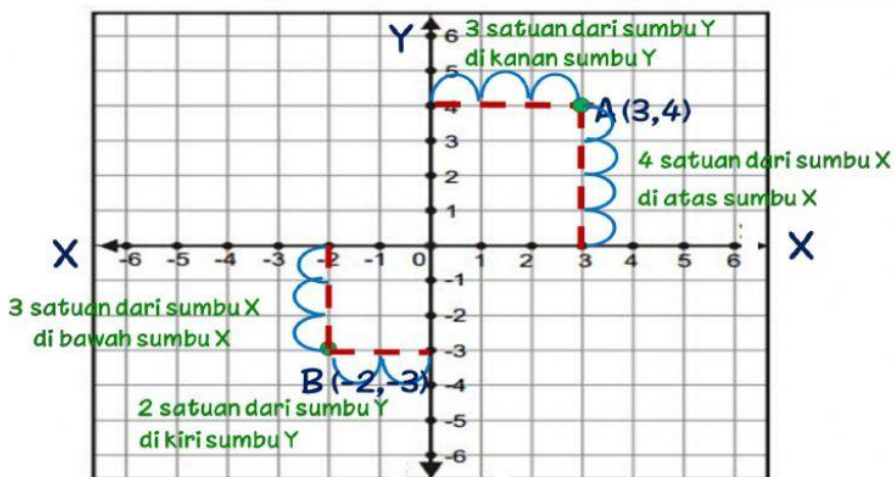 Y
6
3 satuan dari sumbu Y
di kanan sumbu Y
5
4
A (3,4)
3
4 satuan dari sumbu X
2
di atas sumbu X
1
X
-6 -5 -4 -3 -2 -1 0 1 2 3 4 5 6
X
-1
3 satuan dari sumbu X
-2
di bawah sumbu X
-3
B (-2,-3)
-4
2 satuan dari sumbu Y
-5
di kiri sumbu Y
-6